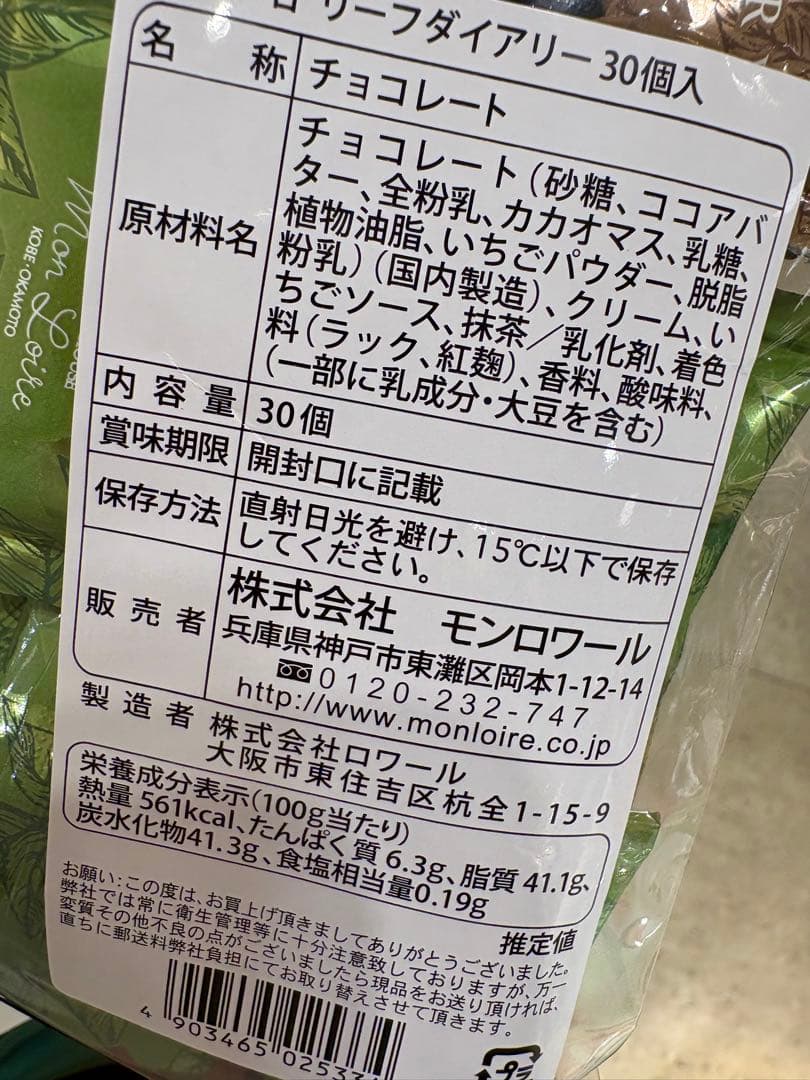 リーフダイアリー 30個入
名称 チョコレート
原材料名
チョコレート(砂糖、ココアバ
ター、全粉乳、カカオマス、乳糖、
植物油脂、いちごパウダー、脱脂
粉乳)(国内製造)、クリーム、い
ちごソース、抹茶/乳化剤、着色
料(ラック、紅麹)、香料、酸味料、
(一部に乳成分・大豆を含む)
内容量 30個
賞味期限 開封口に記載
保存方法 直射日光を避け、15℃以下で保存
してください。
販売者
株式会社 モンロワール
兵庫県神戸市東灘区岡本1-12-14
0120-232-747
http://www.monloire.co.jp
製造者 株式会社ロワール
大阪市東住吉区杭全1-15-9
栄養成分表示(100g当たり)
熱量 561kcal、たんぱく質 6.3g、脂質 41.1g、
炭水化物41.3g、食塩相当量0.19g
推定値
お願い:この度は、お買上げ頂きましてありがとうございました。
弊社では常に衛生管理等に十分注意致しておりますが、万一
変質その他不良の点がございましたら現品をお送り頂ければ、
直ちに郵送料弊社負担にてお取り替えさせて頂きます。
4 903465 02533
プラ
Mon Loire
KOBE・OKAMOTO